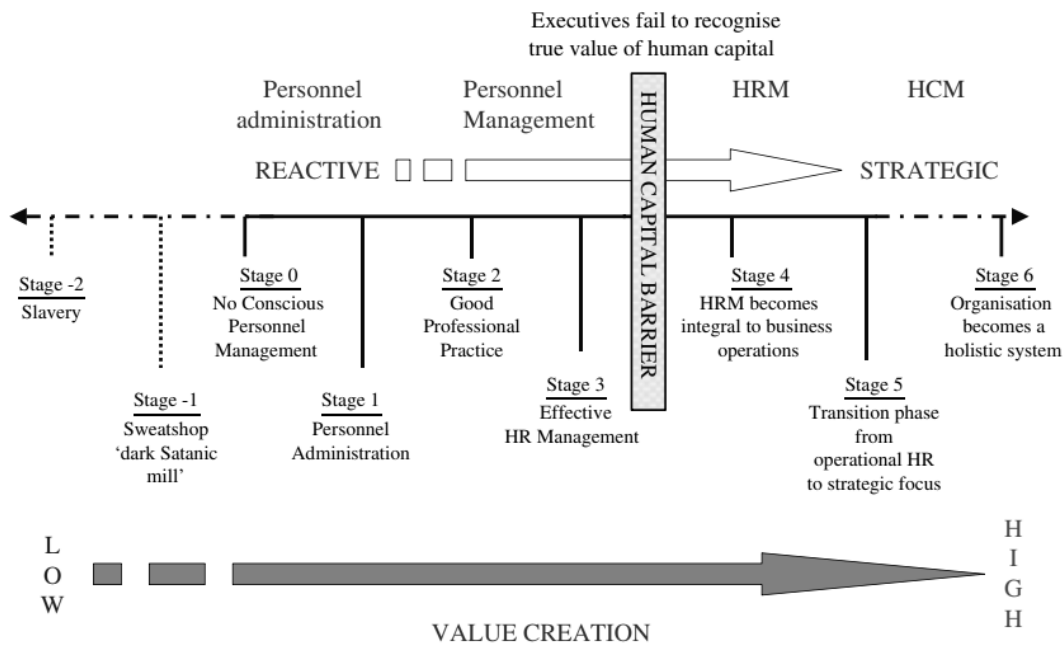 Executives fail to recognise
true value of human capital
Personnel
administration
Personnel
Management
HRM
HCM
REACTIVE
STRATEGIC
HUMAN CAPITAL BARRIER
Stage -2
Slavery
Stage -1
Sweatshop
‘dark Satanic
mill’
Stage 0
No Conscious
Personnel
Management
Stage 1
Personnel
Administration
Stage 2
Good
Professional
Practice
Stage 3
Effective
HR Management
Stage 4
HRM becomes
integral to business
operations
Stage 5
Transition phase
from
operational HR
to strategic focus
Stage 6
Organisation
becomes a
holistic system
LOW
HIGH
VALUE CREATION